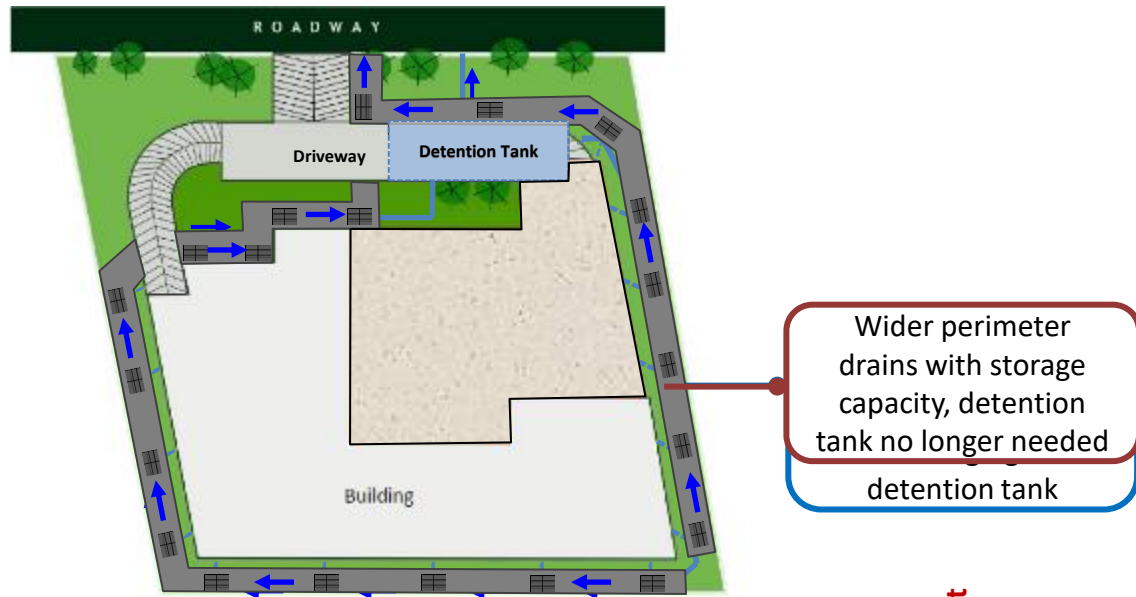 ROADWAY
Driveway
Detention Tank
Building
Wider perimeter
drains with storage
capacity, detention
tank no longer needed
detention tank
t